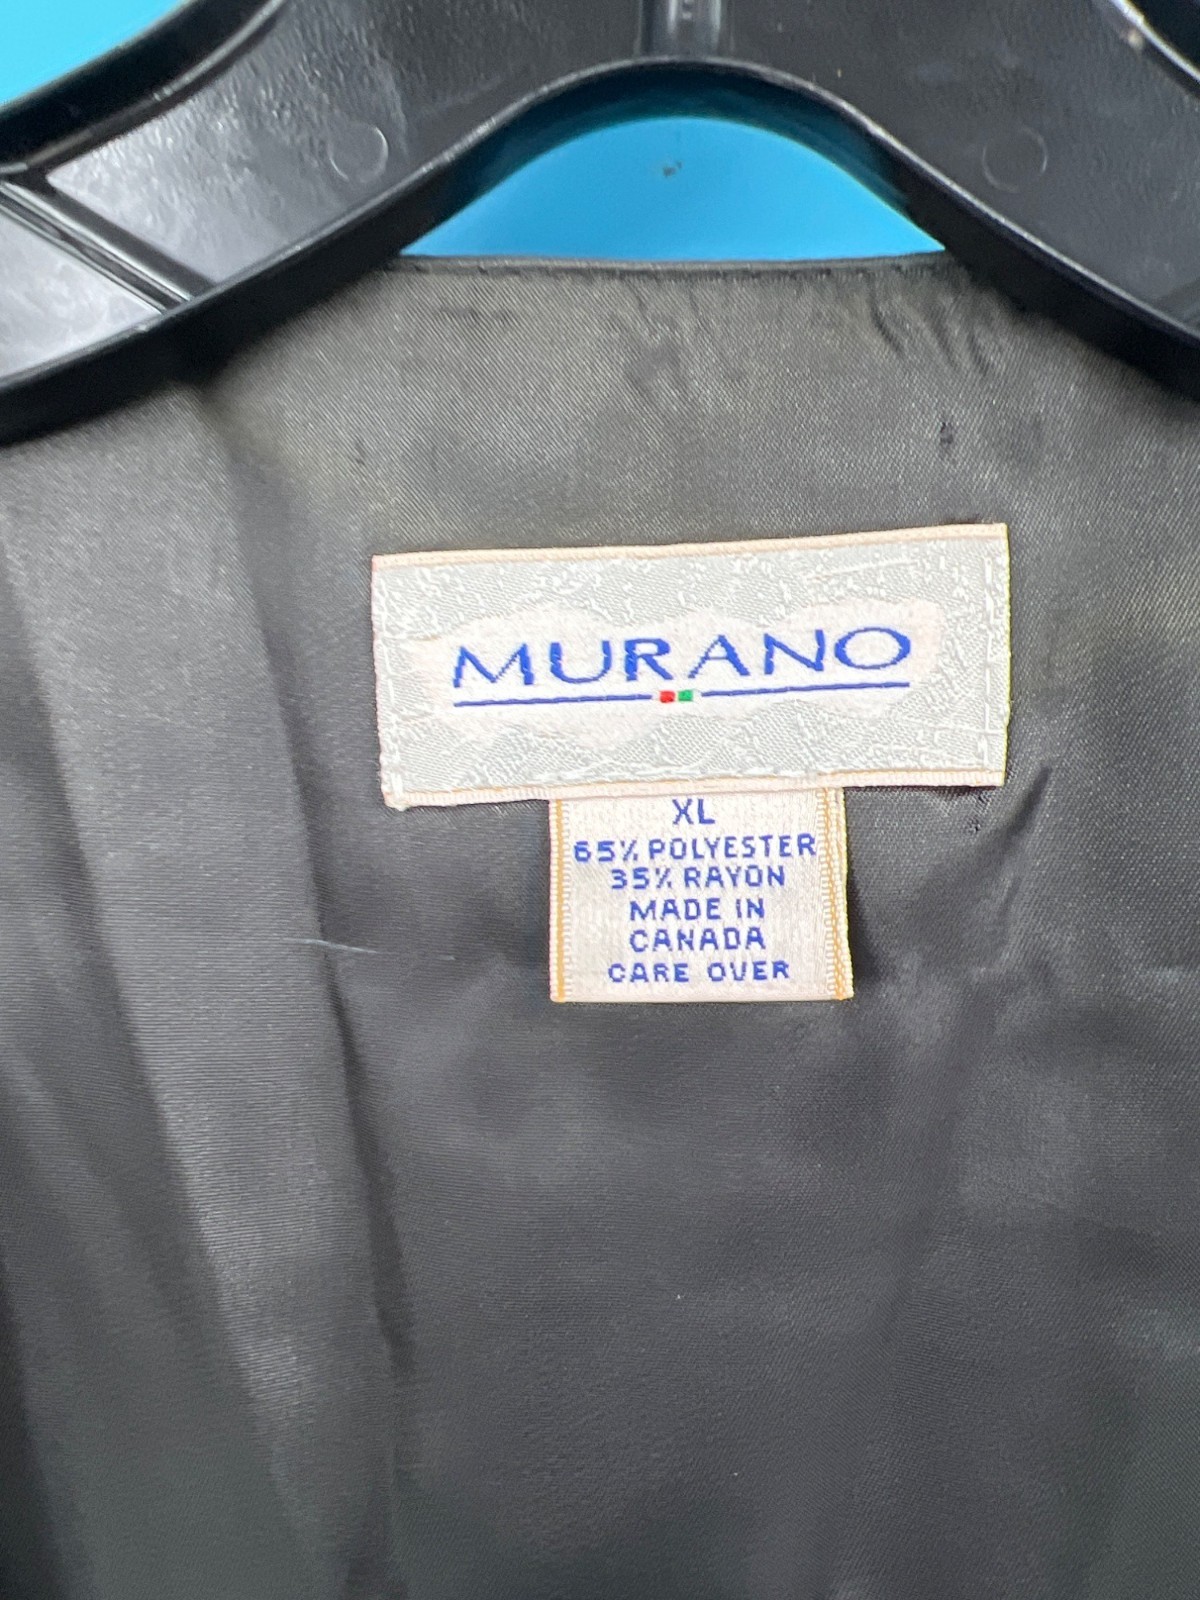 MURANO
XL
65% POLYESTER
35% RAYON
MADE IN
CANADA
CARE OVER